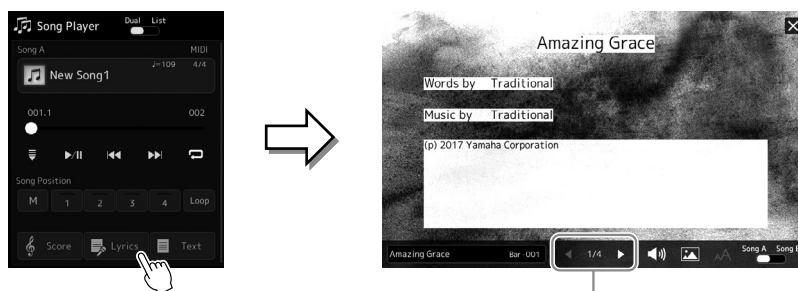 Song Player
Dual List
Song A MIDI
New Song1 ♩=109 4/4
001.1 002
Song Position
M 1 2 3 4 Loop
Score Lyrics Text
Amazing Grace
Words by Traditional
Music by Traditional
(p) 2017 Yamaha Corporation
Amazing Grace Bar 001 1/4 AA Song A Song B